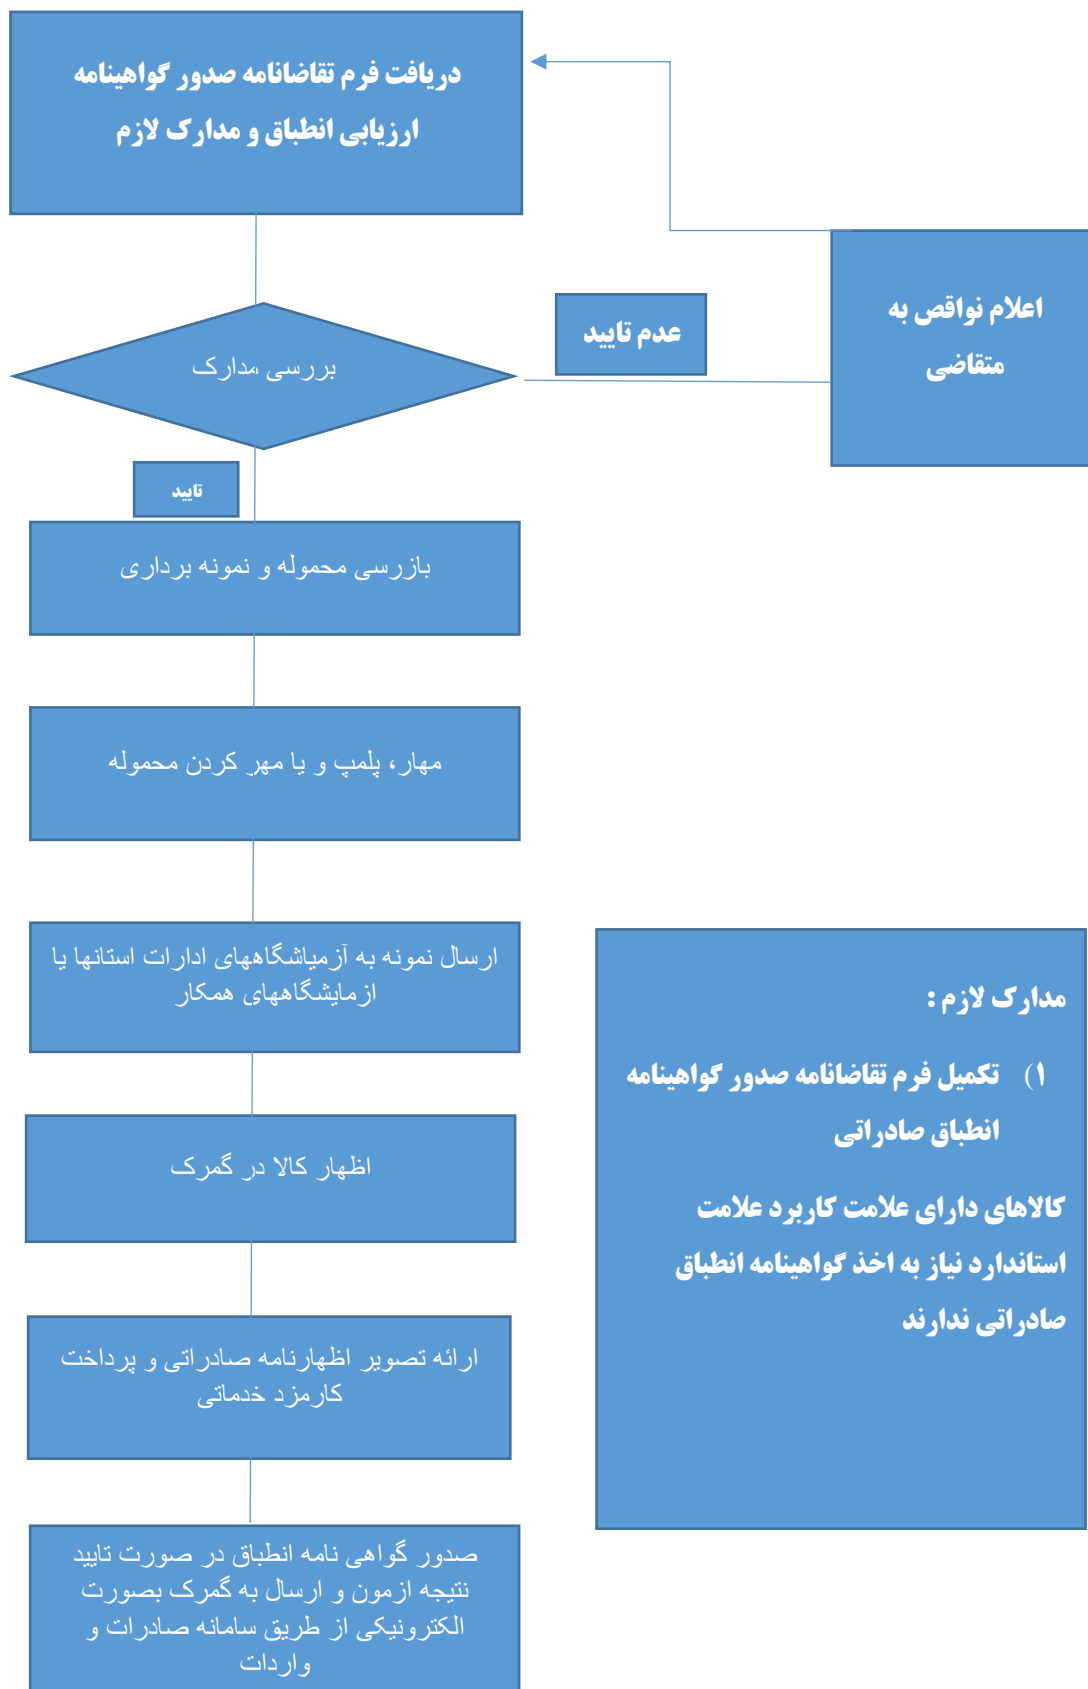 دریافت فرم تقاضانامه صدور گواهینامه
ارزیابی انطباق و مدارک لازم
اعلام نواقص به
متقاضی
عدم تایید
بررسی مدارک
تایید
بازرسی محموله و نمونه برداری
مهار، پلمپ و یا مهر کردن محموله
ارسال نمونه به آزمیاشگاههای ادارات استانها یا
ازمایشگاههای همکار
اظهار کالا در گمرک
ارائه تصویر اظهارنامه صادراتی و پرداخت
کارمزد خدماتی
صدور گواهی نامه انطباق در صورت تایید
نتیجه ازمون و ارسال به گمرک بصورت
الکترونیکی از طریق سامانه صادرات و
واردات
مدارک لازم :
۱) تکمیل فرم تقاضانامه صدور گواهینامه
انطباق صادراتی
کالاهای دارای علامت کاربرد علامت
استاندارد نیاز به اخذ گواهینامه انطباق
صادراتی ندارند